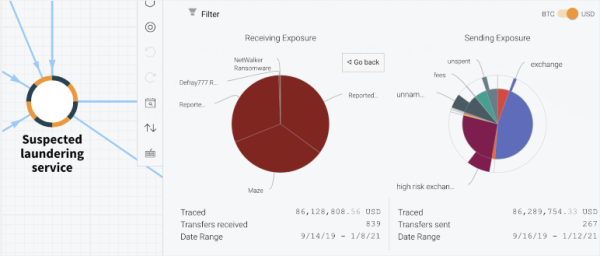 Filter
BTC USD
Receiving Exposure
Sending Exposure
NetWalker
Ransomware
Defray777 R...
Reporte...
Reported...
Maze
Go back
unspent
exchange
fees
unnam...
high risk exchan...
Suspected
laundering
service
Traced 86,128,808.56 USD
Transfers received 839
Date Range 9/14/19 - 1/8/21
Traced 86,289,754.33 USD
Transfers sent 267
Date Range 9/16/19 - 1/12/21